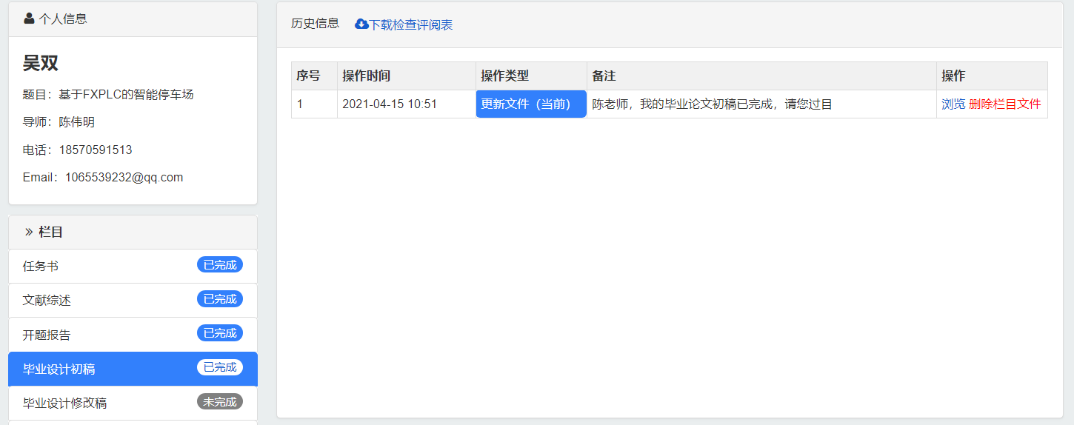 个人信息
吴双
题目：基于FXPLC的智能停车场
导师：陈伟明
电话：18570591513
Email：1065539232@qq.com
栏目
任务书 已完成
文献综述 已完成
开题报告 已完成
毕业设计初稿 已完成
毕业设计修改稿 未完成
历史信息 下载检查评阅表
序号 操作时间 操作类型 备注 操作
1 2021-04-15 10:51 更新文件（当前） 陈老师，我的毕业论文初稿已完成，请您过目 浏览 删除栏目文件